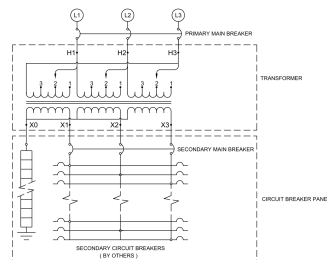 L1 L2 L3
PRIMARY MAIN BREAKER
H1 H2 H3
TRANSFORMER
3 2 1 3 2 1 3 2 1
X0 X1 X2 X3
SECONDARY MAIN BREAKER
CIRCUIT BREAKER PANE
SECONDARY CIRCUIT BREAKERS
( BY OTHERS )